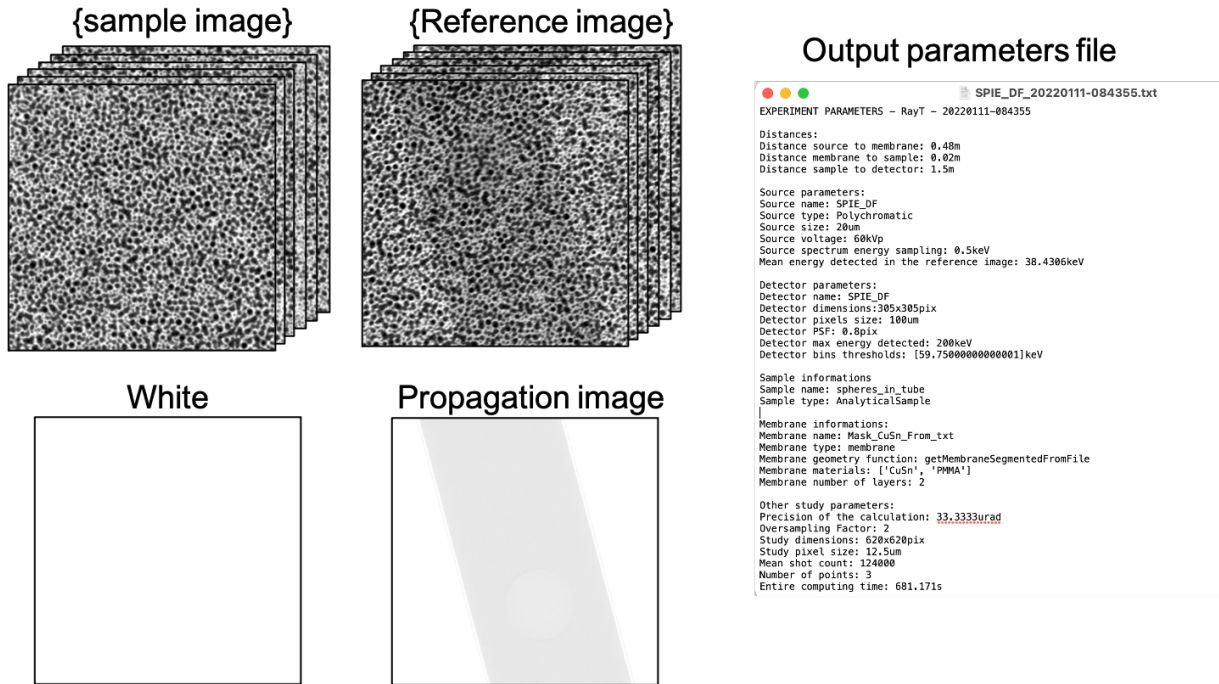 {sample image}
{Reference image}
White
Propagation image
Output parameters file
SPIE_DF_20220111-084355.txt
EXPERIMENT PARAMETERS - RayT - 20220111-084355
Distances:
Distance source to membrane: 0.48m
Distance membrane to sample: 0.02m
Distance sample to detector: 1.5m
Source parameters:
Source name: SPIE_DF
Source type: Polychromatic
Source size: 20um
Source voltage: 60kVp
Source spectrum energy sampling: 0.5keV
Mean energy detected in the reference image: 38.4306keV
Detector parameters:
Detector name: SPIE_DF
Detector dimensions:305x305pix
Detector pixels size: 100um
Detector PSF: 0.8pix
Detector max energy detected: 200keV
Detector bins thresholds: [59.75000000000001]keV
Sample informations
Sample name: spheres_in_tube
Sample type: AnalyticalSample
Membrane informations:
Membrane name: Mask_CuSn_From_txt
Membrane type: membrane
Membrane geometry function: getMembraneSegmentedFromFile
Membrane materials: ['CuSn', 'PMMA']
Membrane number of layers: 2
Other study parameters:
Precision of the calculation: 33.3333urad
Oversampling Factor: 2
Study dimensions: 620x620pix
Study pixel size: 12.5um
Mean shot count: 124000
Number of points: 3
Entire computing time: 681.171s